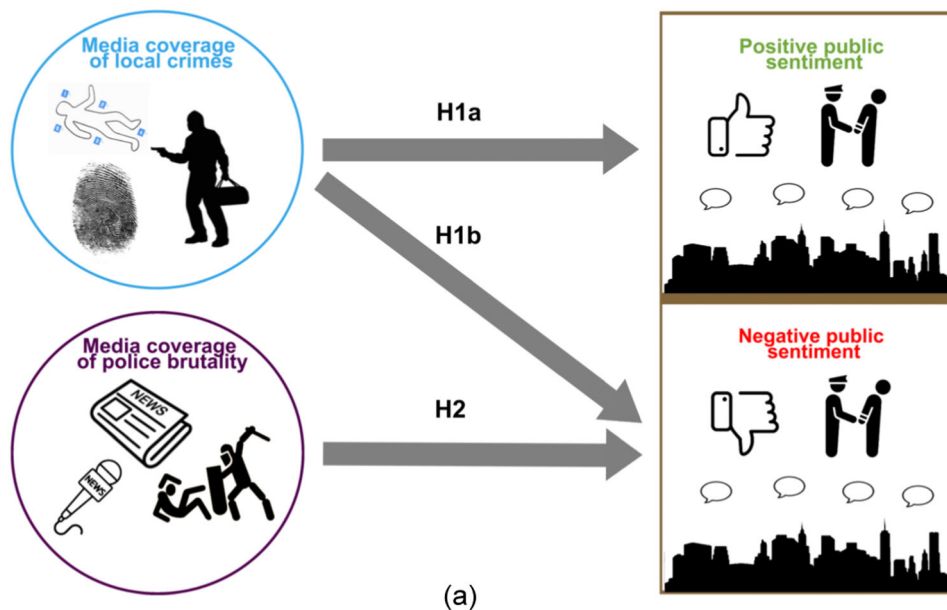 Media coverage
of local crimes
H1a
Positive public
sentiment
H1b
Media coverage
of police brutality
NEWS
NEWS
H2
Negative public
sentiment
(a)